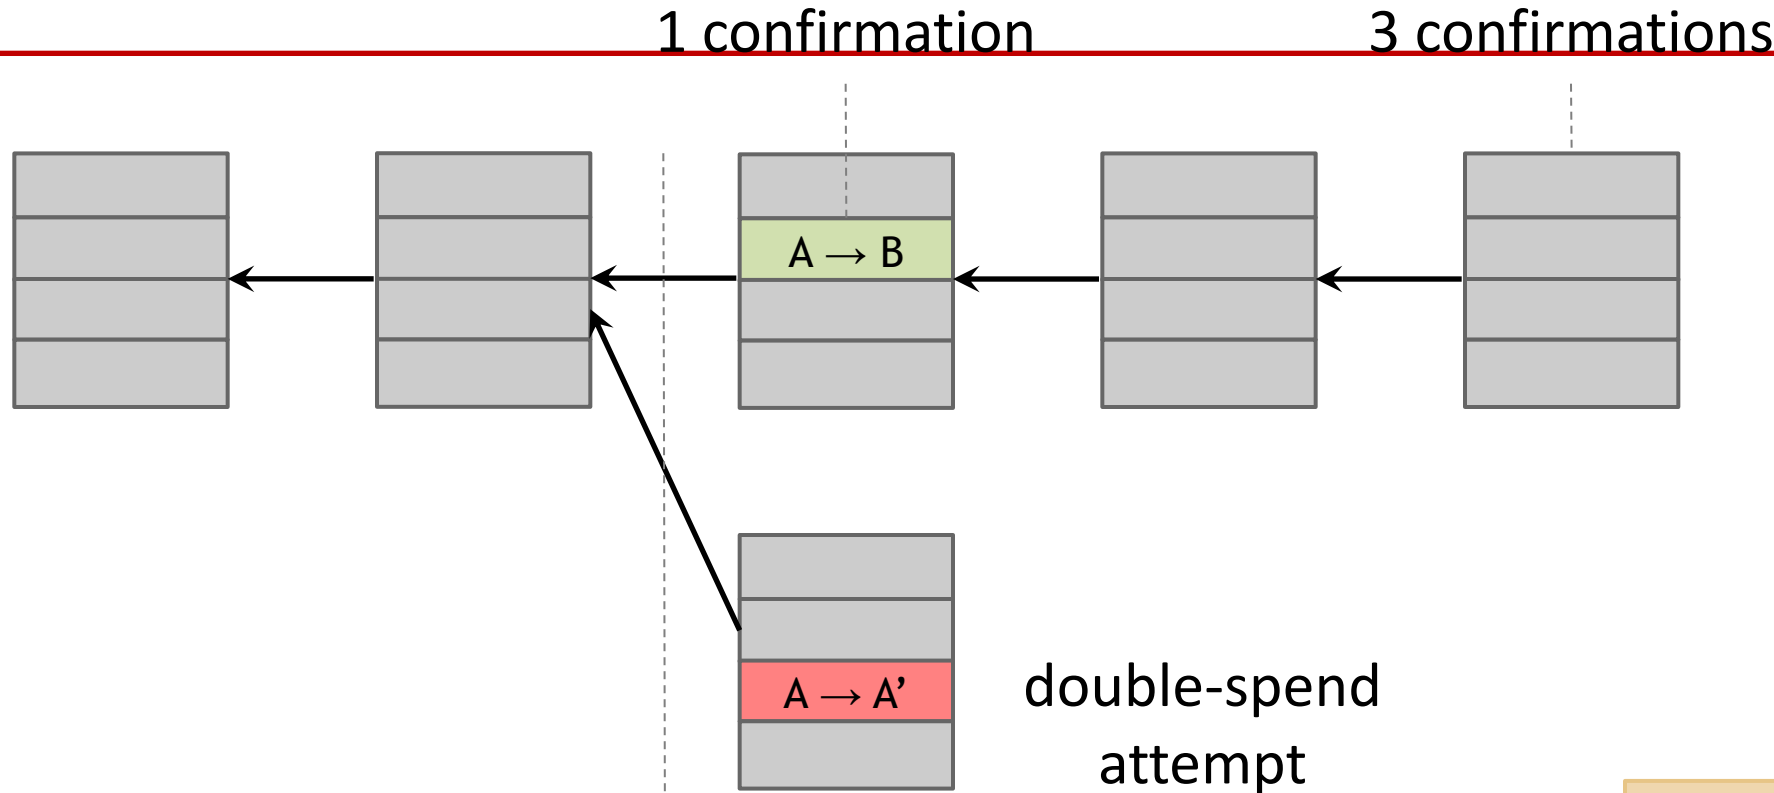 1 confirmation
3 confirmations
A → B
A → A’
double-spend
attempt